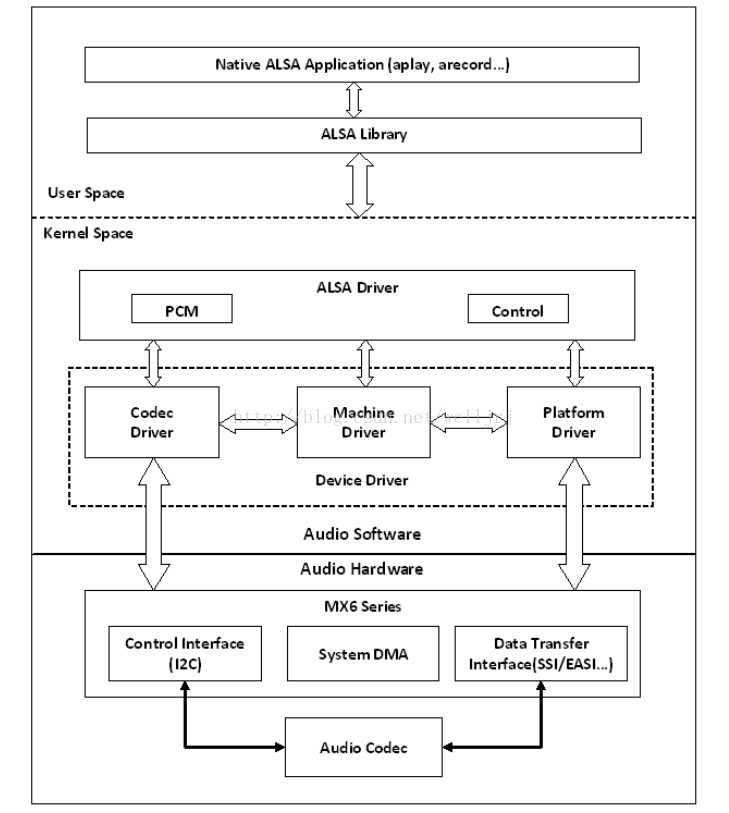 Native ALSA Application (aplay, arecord...)
ALSA Library
User Space
Kernel Space
ALSA Driver
PCM
Control
Codec
Driver
Machine
Driver
Platform
Driver
http://blog.csdn.net/welljrj
Device Driver
Audio Software
Audio Hardware
MX6 Series
Control Interface
(I2C)
System DMA
Data Transfer
Interface(SSI/EASI...)
Audio Codec